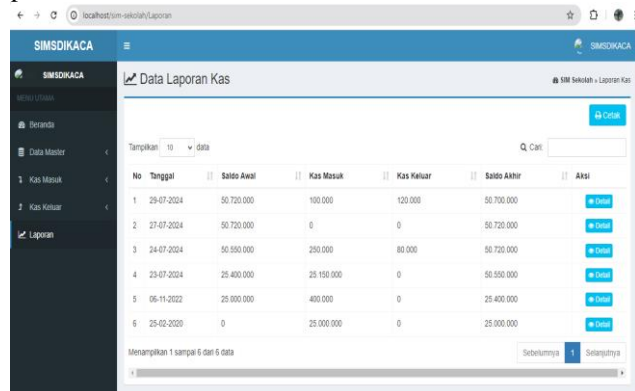 localhost/sim-sekolah/Laporan
SIMSDIKACA
SIMSDIKACA
SIMSDIKACA
Data Laporan Kas
SIM Sekolah » Laporan Kas
MENU UTAMA
Beranda
Data Master
Kas Masuk
Kas Keluar
Laporan
Cetak
Tampilkan 10 data
Cari:
No Tanggal Saldo Awal Kas Masuk Kas Keluar Saldo Akhir Aksi
1 29-07-2024 50.720.000 100.000 120.000 50.700.000 Detail
2 27-07-2024 50.720.000 0 0 50.720.000 Detail
3 24-07-2024 50.550.000 250.000 80.000 50.720.000 Detail
4 23-07-2024 25.400.000 25.150.000 0 50.550.000 Detail
5 06-11-2022 25.000.000 400.000 0 25.400.000 Detail
6 25-02-2020 0 25.000.000 0 25.000.000 Detail
Menampilkan 1 sampai 6 dari 6 data
Sebelumnya 1 Selanjutnya